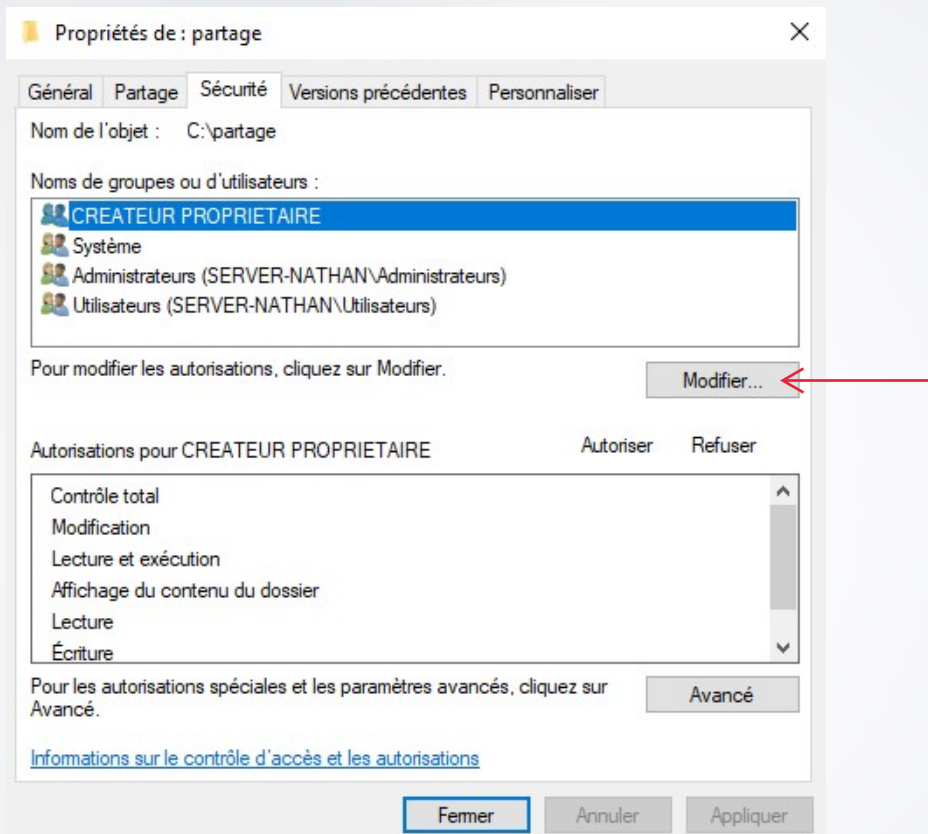 Propriétés de : partage
Général Partage Sécurité Versions précédentes Personnaliser
Nom de l'objet : C:\partage
Noms de groupes ou d'utilisateurs :
CREATEUR PROPRIETAIRE
Système
Administrateurs (SERVER-NATHAN\Administrateurs)
Utilisateurs (SERVER-NATHAN\Utilisateurs)
Pour modifier les autorisations, cliquez sur Modifier.
Modifier...
Autorisations pour CREATEUR PROPRIETAIRE Autoriser Refuser
Contrôle total
Modification
Lecture et exécution
Affichage du contenu du dossier
Lecture
Écriture
Pour les autorisations spéciales et les paramètres avancés, cliquez sur
Avancé.
Avancé
Informations sur le contrôle d'accès et les autorisations
Fermer Annuler Appliquer